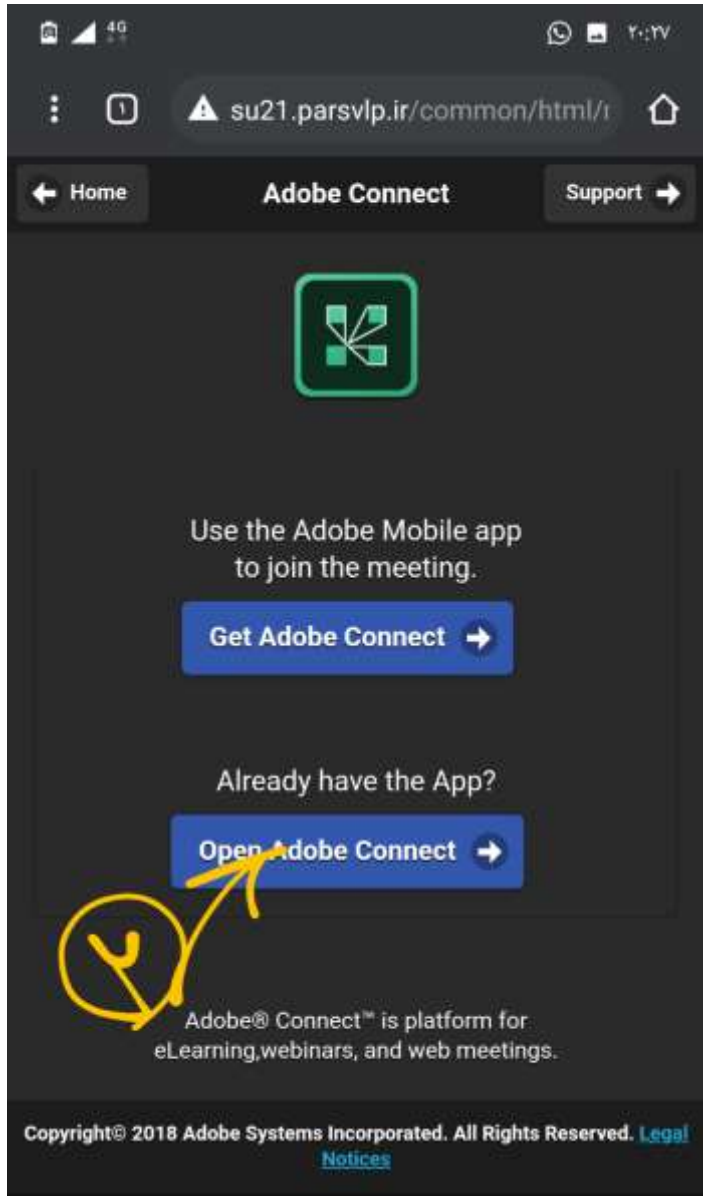 4G ۲۰:۲۷
۱ su21.parsvlp.ir/common/html/
Home Adobe Connect Support
Use the Adobe Mobile app
to join the meeting.
Get Adobe Connect
Already have the App?
Open Adobe Connect
۲
Adobe® Connect™ is platform for
eLearning,webinars, and web meetings.
Copyright© 2018 Adobe Systems Incorporated. All Rights Reserved. Legal
Notices